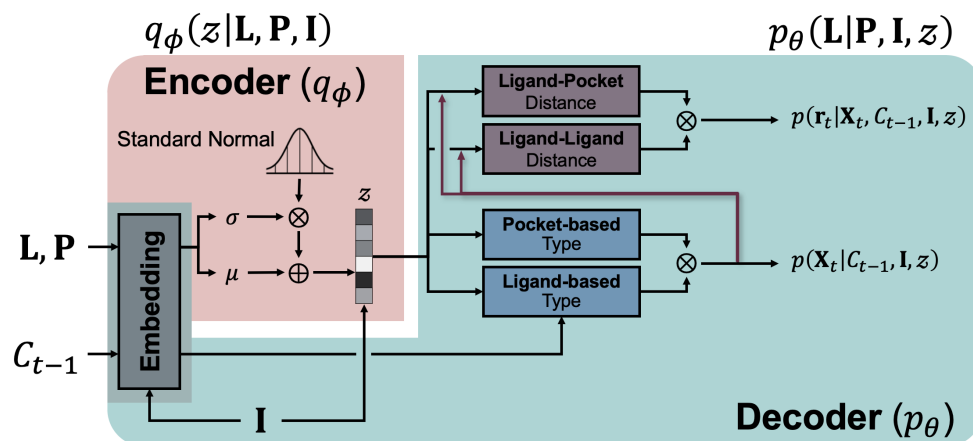 q_ϕ(z|L, P, I)
p_θ(L|P, I, z)
Encoder (q_ϕ)
Standard Normal
z
σ
μ
L, P
C_{t−1}
I
Embedding
Ligand-Pocket
Distance
Ligand-Ligand
Distance
Pocket-based
Type
Ligand-based
Type
p(r_t|X_t, C_{t−1}, I, z)
p(X_t|C_{t−1}, I, z)
Decoder (p_θ)